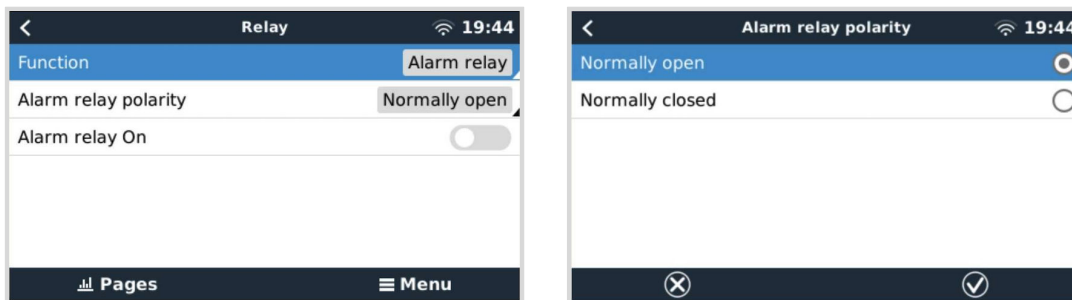 Relay 19:44
Function Alarm relay
Alarm relay polarity Normally open
Alarm relay On
Pages Menu
Alarm relay polarity 19:44
Normally open
Normally closed